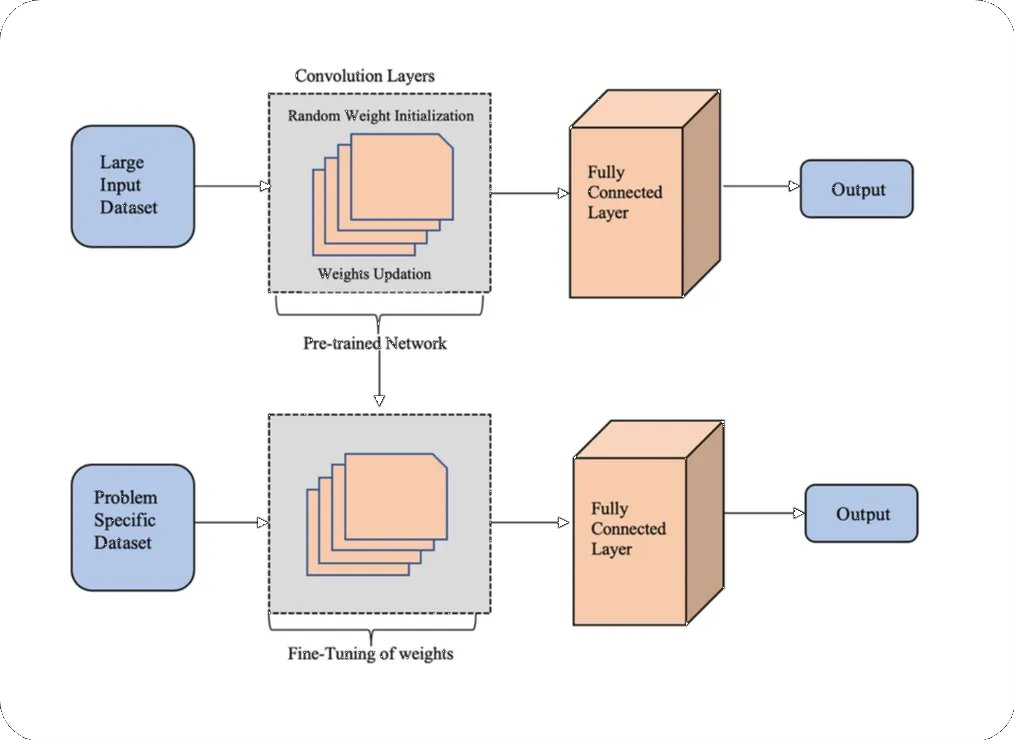 Convolution Layers
Random Weight Initialization
Large
Input
Dataset
Weights Updation
Fully
Connected
Layer
Output
Pre-trained Network
Problem
Specific
Dataset
Fully
Connected
Layer
Output
Fine-Tuning of weights